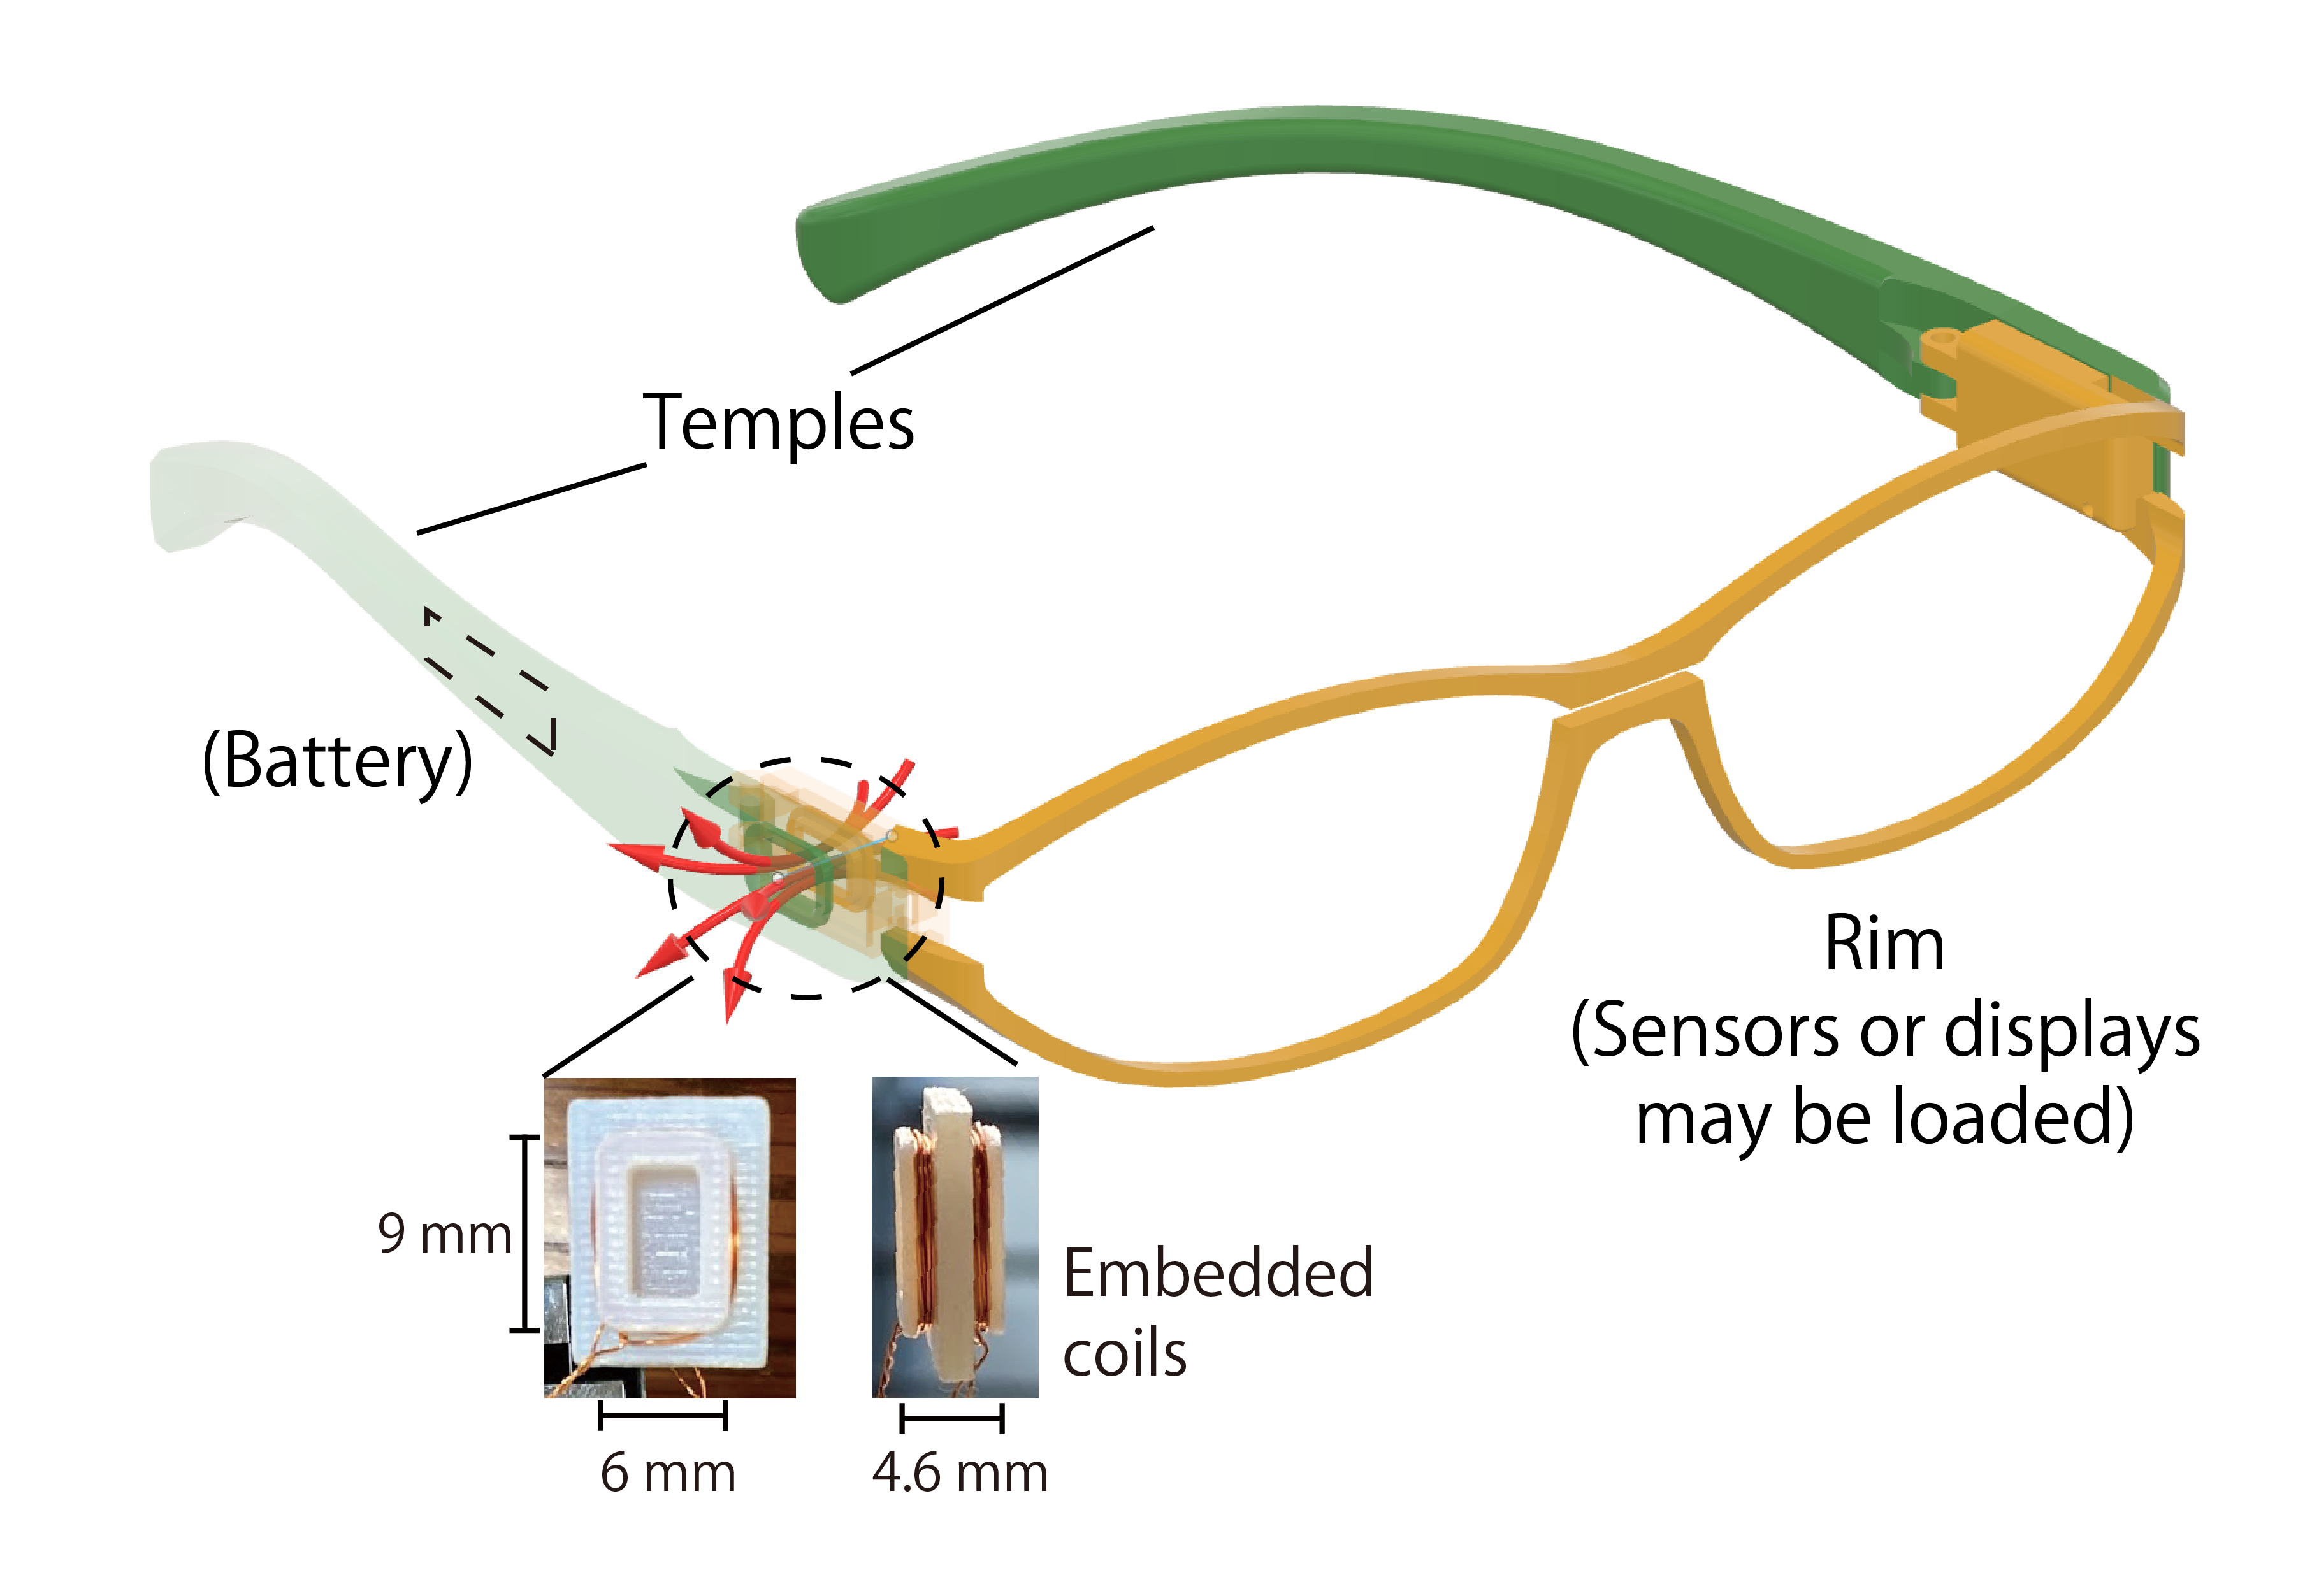 Temples
(Battery)
Rim
(Sensors or displays
may be loaded)
9 mm
Embedded
coils
6 mm
4.6 mm